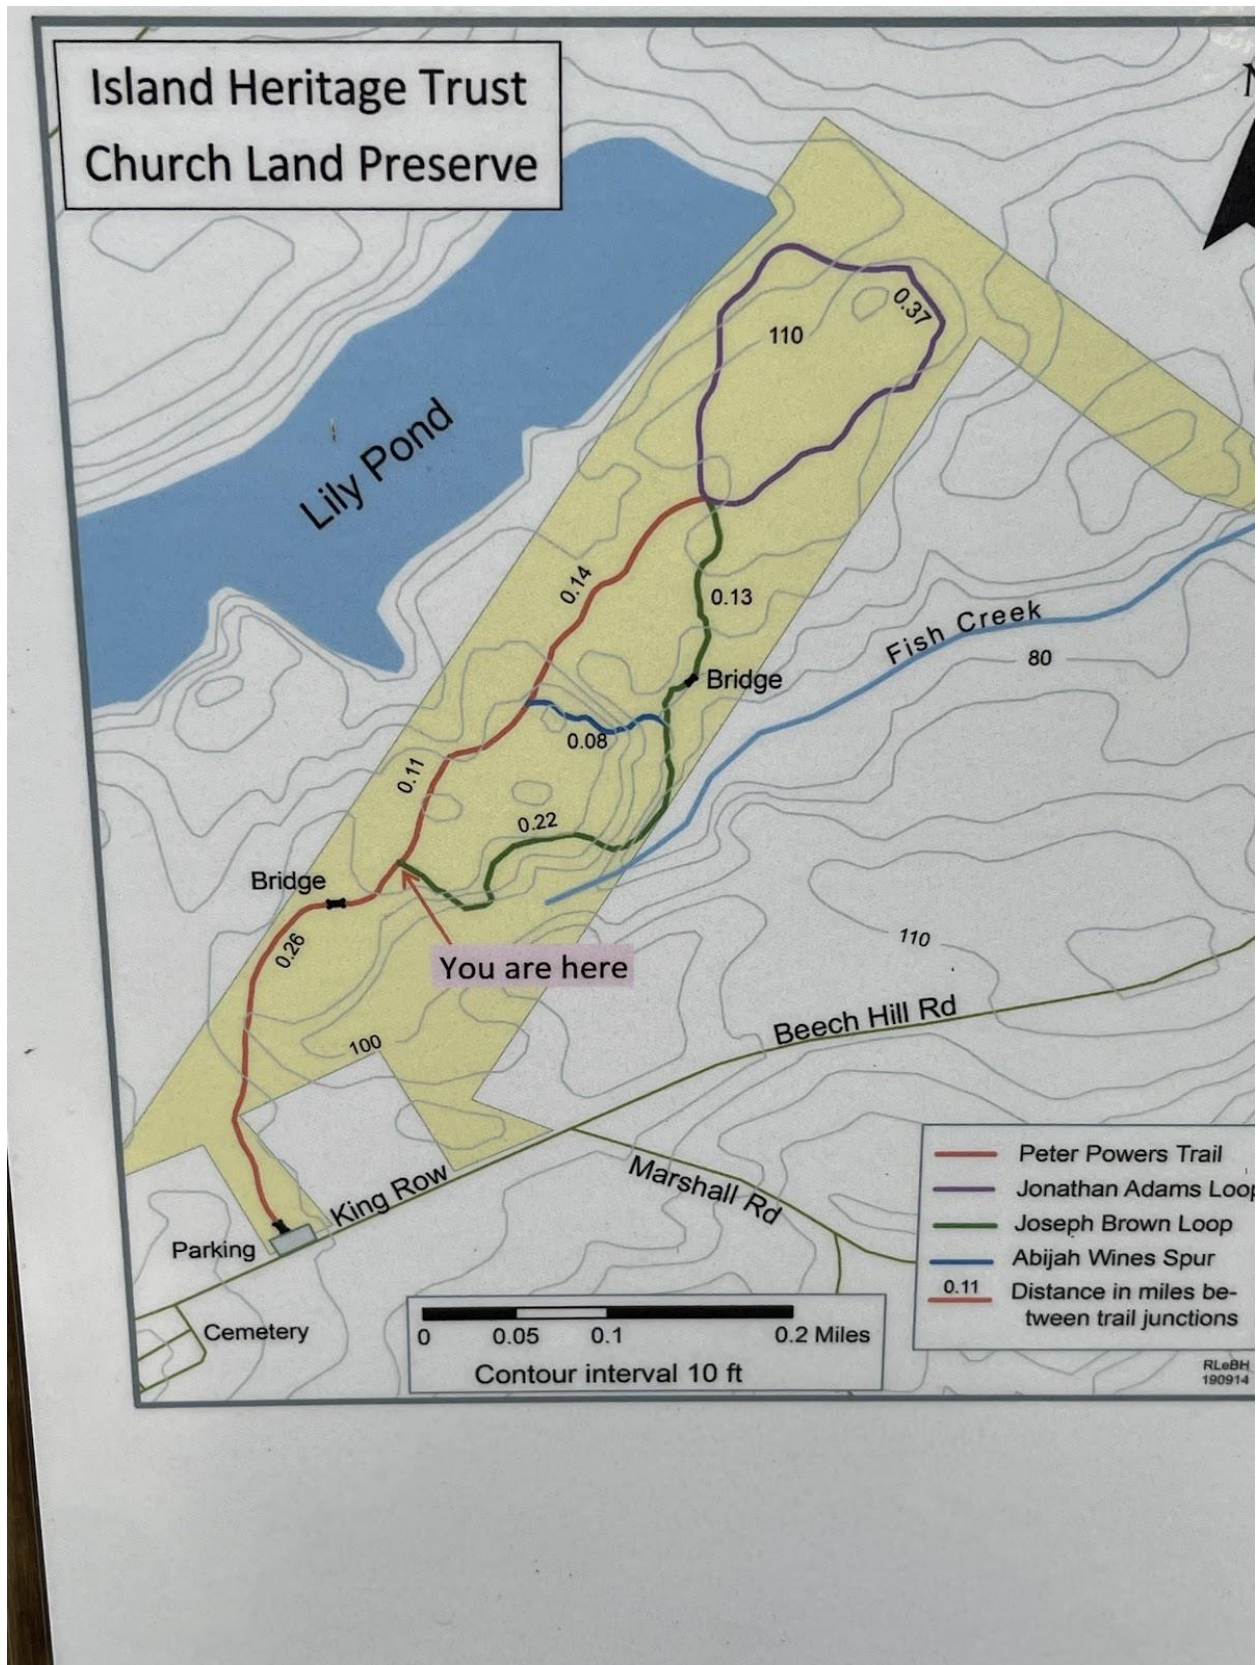 Island Heritage Trust
Church Land Preserve
N
0.37
110
Lily Pond
0.14
0.13
Fish Creek
80
Bridge
0.08
0.11
0.22
Bridge
0.26
You are here
110
Beech Hill Rd
100
King Row
Marshall Rd
Parking
Cemetery
Peter Powers Trail
Jonathan Adams Loop
Joseph Brown Loop
Abijah Wines Spur
0.11 Distance in miles be-
tween trail junctions
0 0.05 0.1 0.2 Miles
Contour interval 10 ft
RLeBH
190914